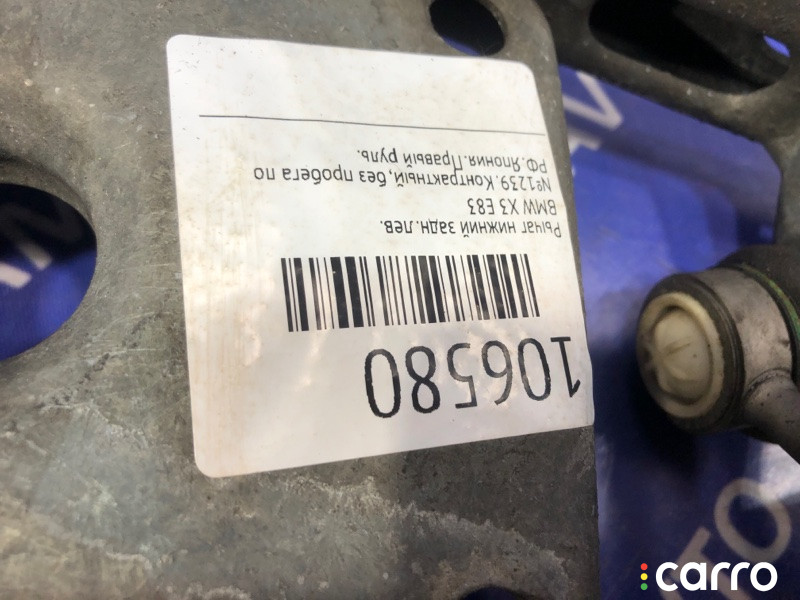 106580
Рычаг нижний задн.лев.
BMW X3 E83
№1239. Контрактный, без пробега по
РФ. Япония. Правый руль.
carro